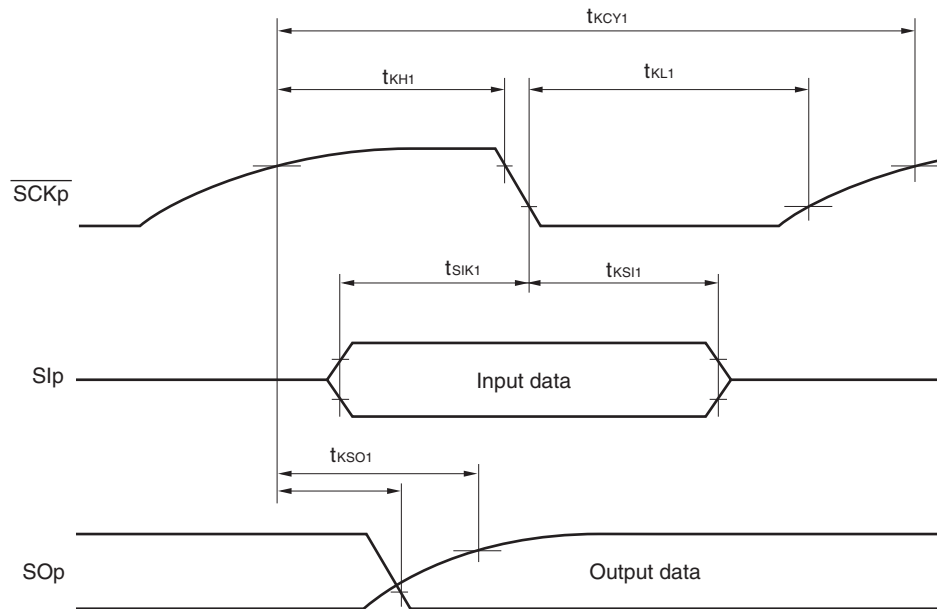 tKCY1
tKH1
tKL1
SCKp
tSIK1
tKSI1
SIp
Input data
tKSO1
SOp
Output data